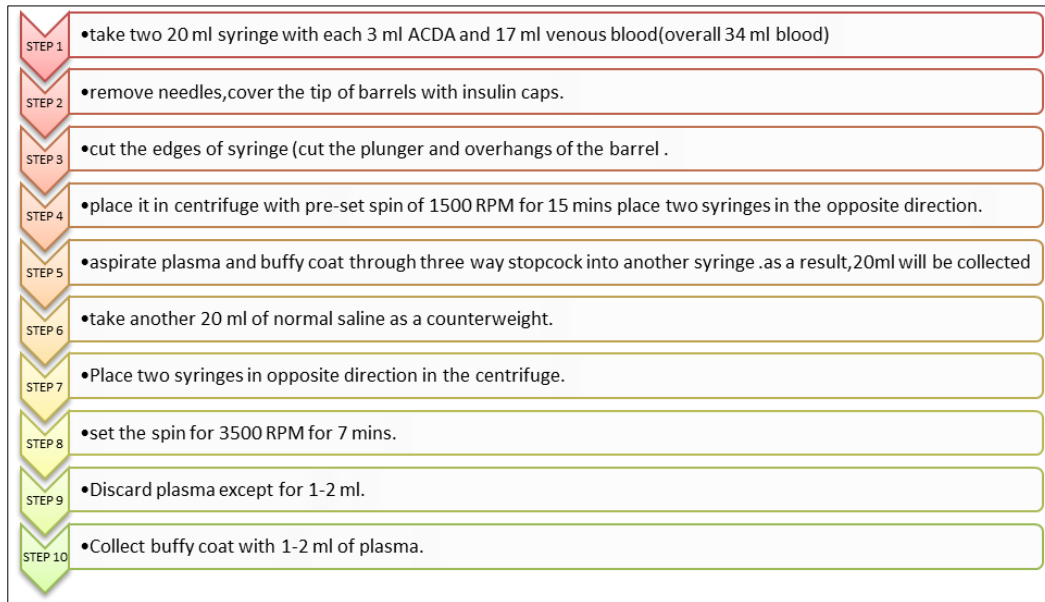 STEP 1
•take two 20 ml syringe with each 3 ml ACDA and 17 ml venous blood(overall 34 ml blood)
STEP 2
•remove needles,cover the tip of barrels with insulin caps.
STEP 3
•cut the edges of syringe (cut the plunger and overhangs of the barrel .
STEP 4
•place it in centrifuge with pre-set spin of 1500 RPM for 15 mins place two syringes in the opposite direction.
STEP 5
•aspirate plasma and buffy coat through three way stopcock into another syringe .as a result,20ml will be collected
STEP 6
•take another 20 ml of normal saline as a counterweight.
STEP 7
•Place two syringes in opposite direction in the centrifuge.
STEP 8
•set the spin for 3500 RPM for 7 mins.
STEP 9
•Discard plasma except for 1-2 ml.
STEP 10
•Collect buffy coat with 1-2 ml of plasma.